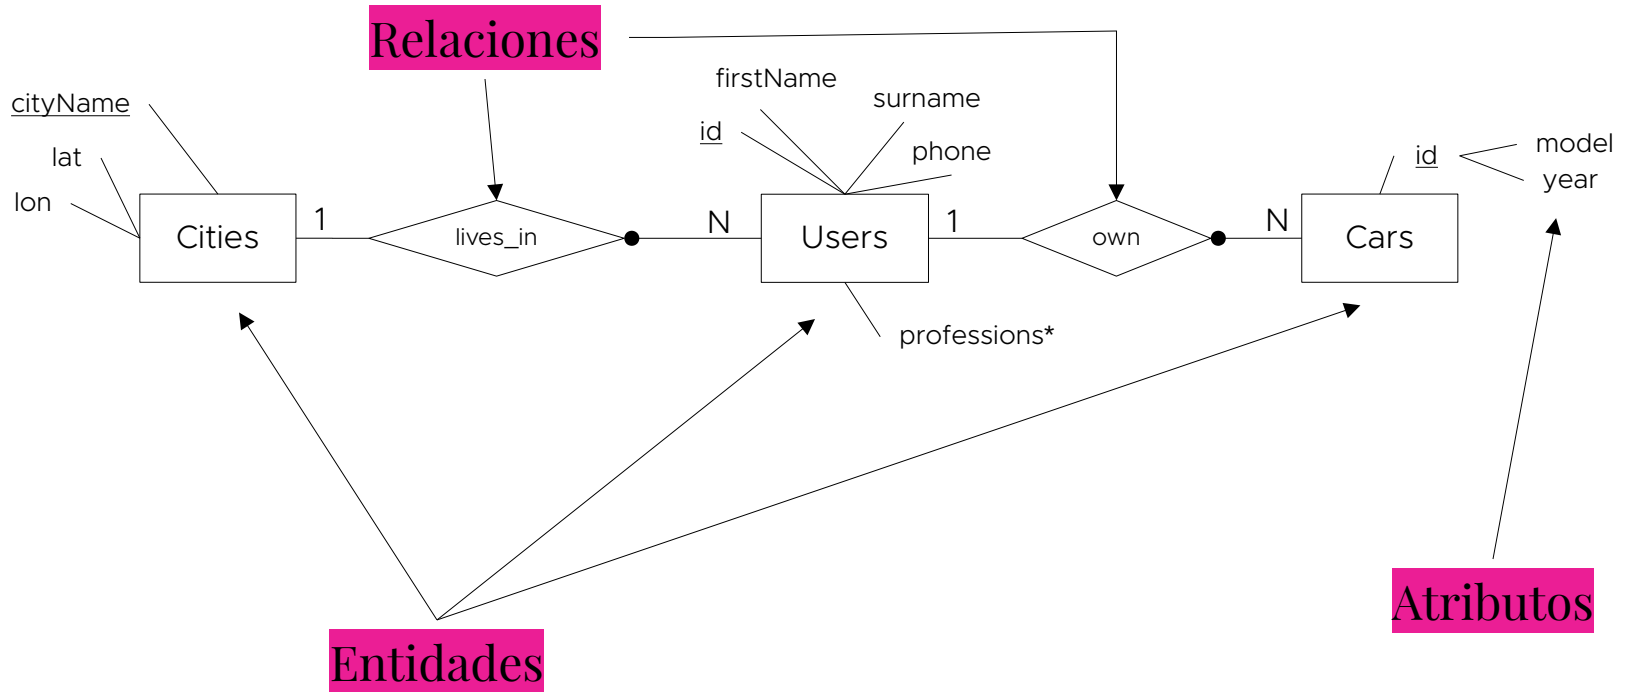 Relaciones
firstName
surname
cityName
id
phone
model
lat
id
year
lon
Cities
1
lives_in
N
Users
1
own
N
Cars
professions*
Atributos
Entidades